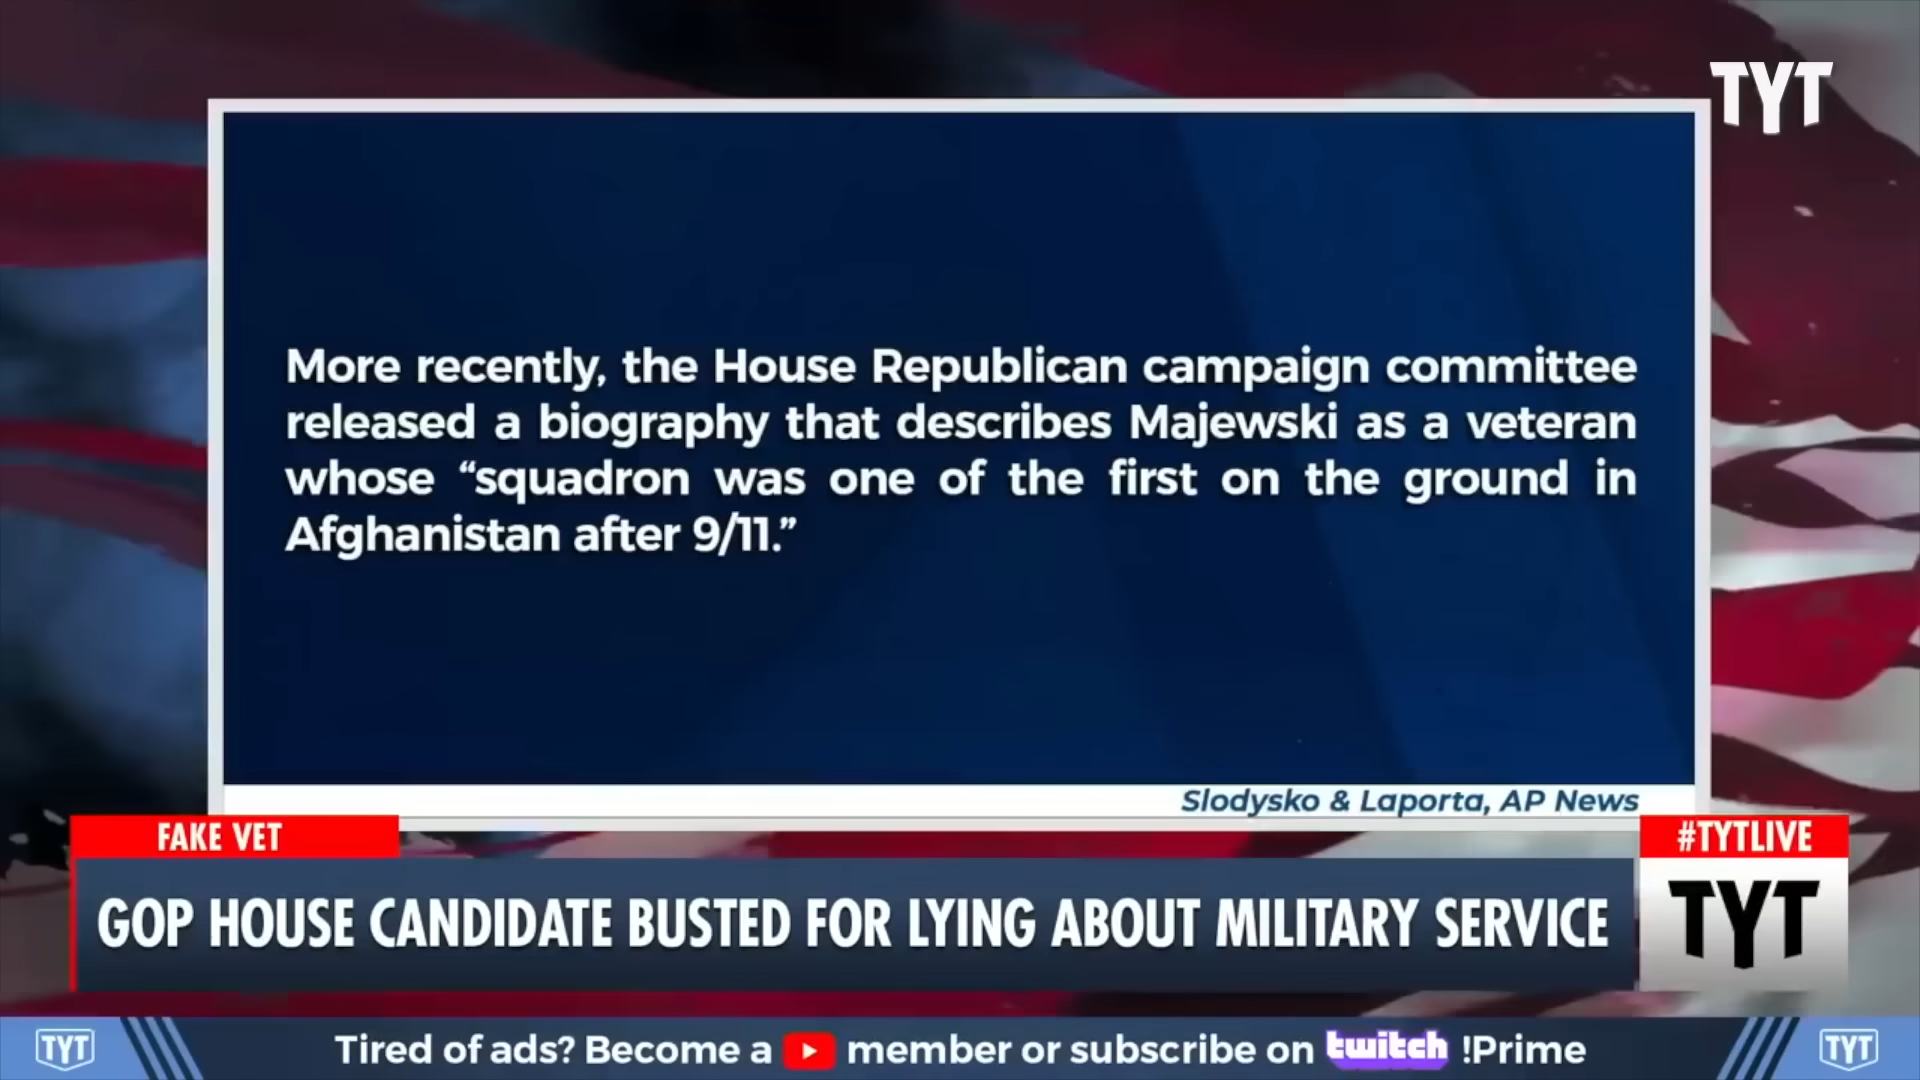 TYT
More recently, the House Republican campaign committee
released a biography that describes Majewski as a veteran
whose “squadron was one of the first on the ground in
Afghanistan after 9/11.”
Slodysko & Laporta, AP News
FAKE VET
#TYTLIVE
GOP HOUSE CANDIDATE BUSTED FOR LYING ABOUT MILITARY SERVICE
TYT
TYT
Tired of ads? Become a member or subscribe on twitch !Prime
TYT